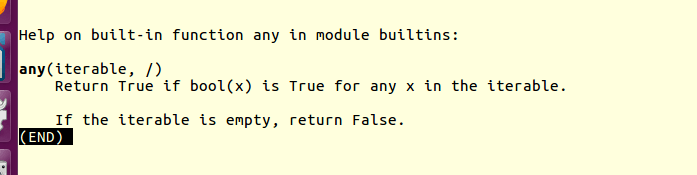 Help on built-in function any in module builtins:
any(iterable, /)
Return True if bool(x) is True for any x in the iterable.
If the iterable is empty, return False.
(END)